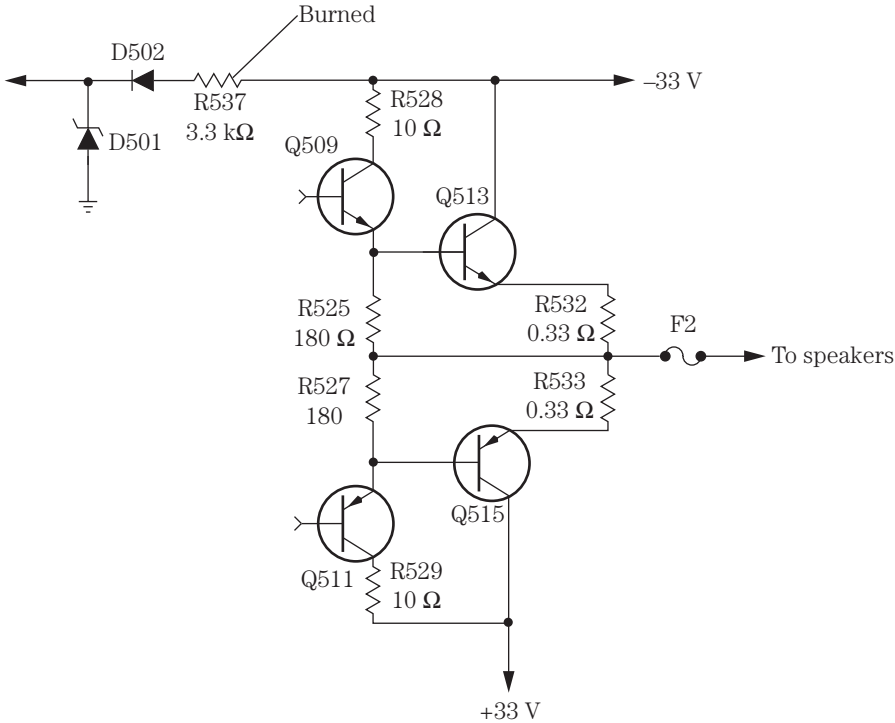 Burned
D502
R537
3.3 kΩ
D501
–33 V
R528
10 Ω
Q509
Q513
R525
180 Ω
R532
0.33 Ω
F2
To speakers
R527
180
R533
0.33 Ω
Q515
Q511
R529
10 Ω
+33 V